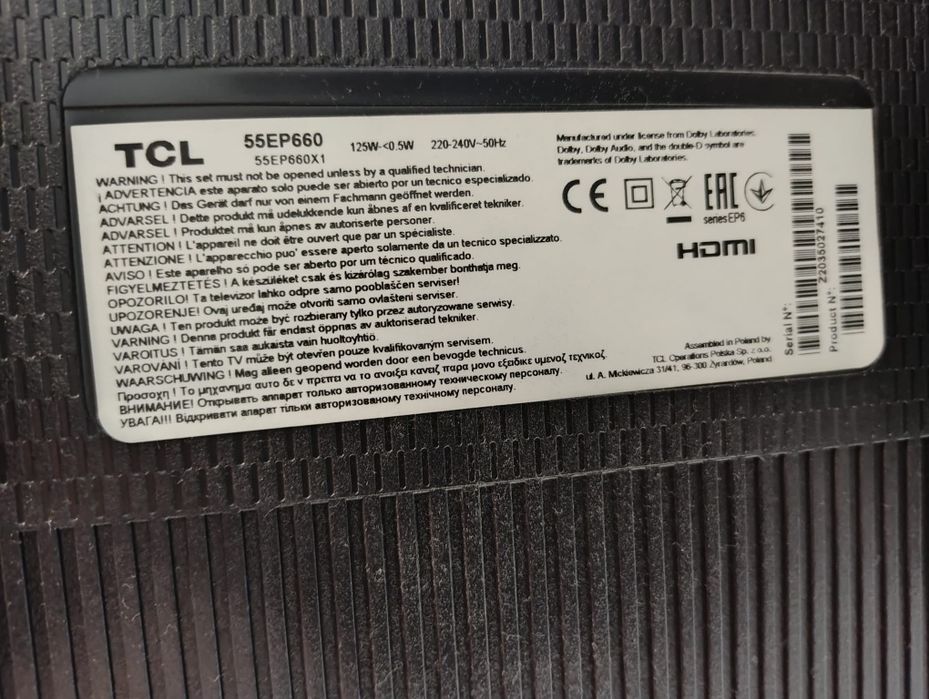 TCL
55EP660
55EP660X1
125W-<0.5W 220-240V~50Hz
WARNING ! This set must not be opened unless by a qualified technician.
¡ ADVERTENCIA este aparato solo puede ser abierto por un tecnico especializado.
ACHTUNG ! Das Gerät darf nur von einem Fachmann geöffnet werden.
ADVARSEL ! Dette produkt må udelukkende kun åbnes af en kvalificeret tekniker.
ADVARSEL ! Produktet må kun åpnes av autoriserte personer.
ATTENTION ! L'appareil ne doit être ouvert que par un spécialiste.
ATTENZIONE ! L'apparecchio puo' essere aperto solamente da un tecnico specializzato.
AVISO ! Este aparelho só pode ser aberto por um técnico qualificado.
FIGYELMEZTETÉS ! A készüléket csak és kizárólag szakember bonthatja meg.
OPOZORILO! Ta televizor lahko odpre samo pooblaščen serviser!
UPOZORENJE! Ovaj uređaj može otvoriti samo ovlašteni serviser.
UWAGA ! Ten produkt może być rozbierany tylko przez autoryzowane serwisy.
VARNING ! Denna produkt får endast öppnas av auktoriserad tekniker.
VAROITUS ! Tämän saa aukaista vain huoltoyhtiö.
VAROVANI ! Tento TV může být otevřen pouze kvalifikovaným servisem.
WAARSCHUWING ! Mag alleen geopend worden door een bevoegde technicus.
Προσοχη ! Το μηχανημα αυτο δε ν πρεπει να το ανοιξει κανεις παρα μονο εξειδικε υμενος τεχνικος.
ВНИМАНИЕ! Открывать аппарат только авторизованному техническому персоналу.
УВАГА!!! Відкривати апарат тільки авторизованому технічному персоналу.
Manufactured under license from Dolby Laboratories.
Dolby, Dolby Audio, and the double-D symbol are
trademarks of Dolby Laboratories.
CE EAC
seriesEP6
HDMI
Assembled in Poland by
TCL Operations Polska Sp. z o.o.
ul. A. Mickiewicza 31/41, 96-300 Żyrardów, Poland
Serial N°:
Z2035027410
Product N°: